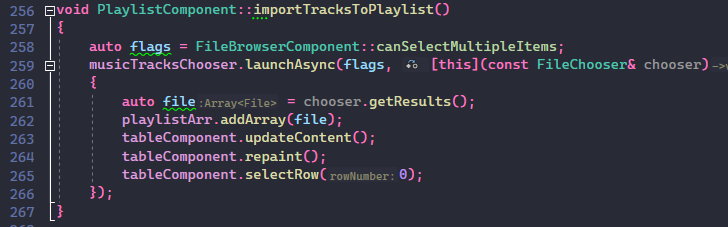 256 void PlaylistComponent::importTracksToPlaylist()
257 {
258 auto flags = FileBrowserComponent::canSelectMultipleItems;
259 musicTracksChooser.launchAsync(flags, [this](const FileChooser& chooser)
260 {
261 auto file :Array<File> = chooser.getResults();
262 playlistArr.addArray(file);
263 tableComponent.updateContent();
264 tableComponent.repaint();
265 tableComponent.selectRow(rowNumber: 0);
266 });
267 }